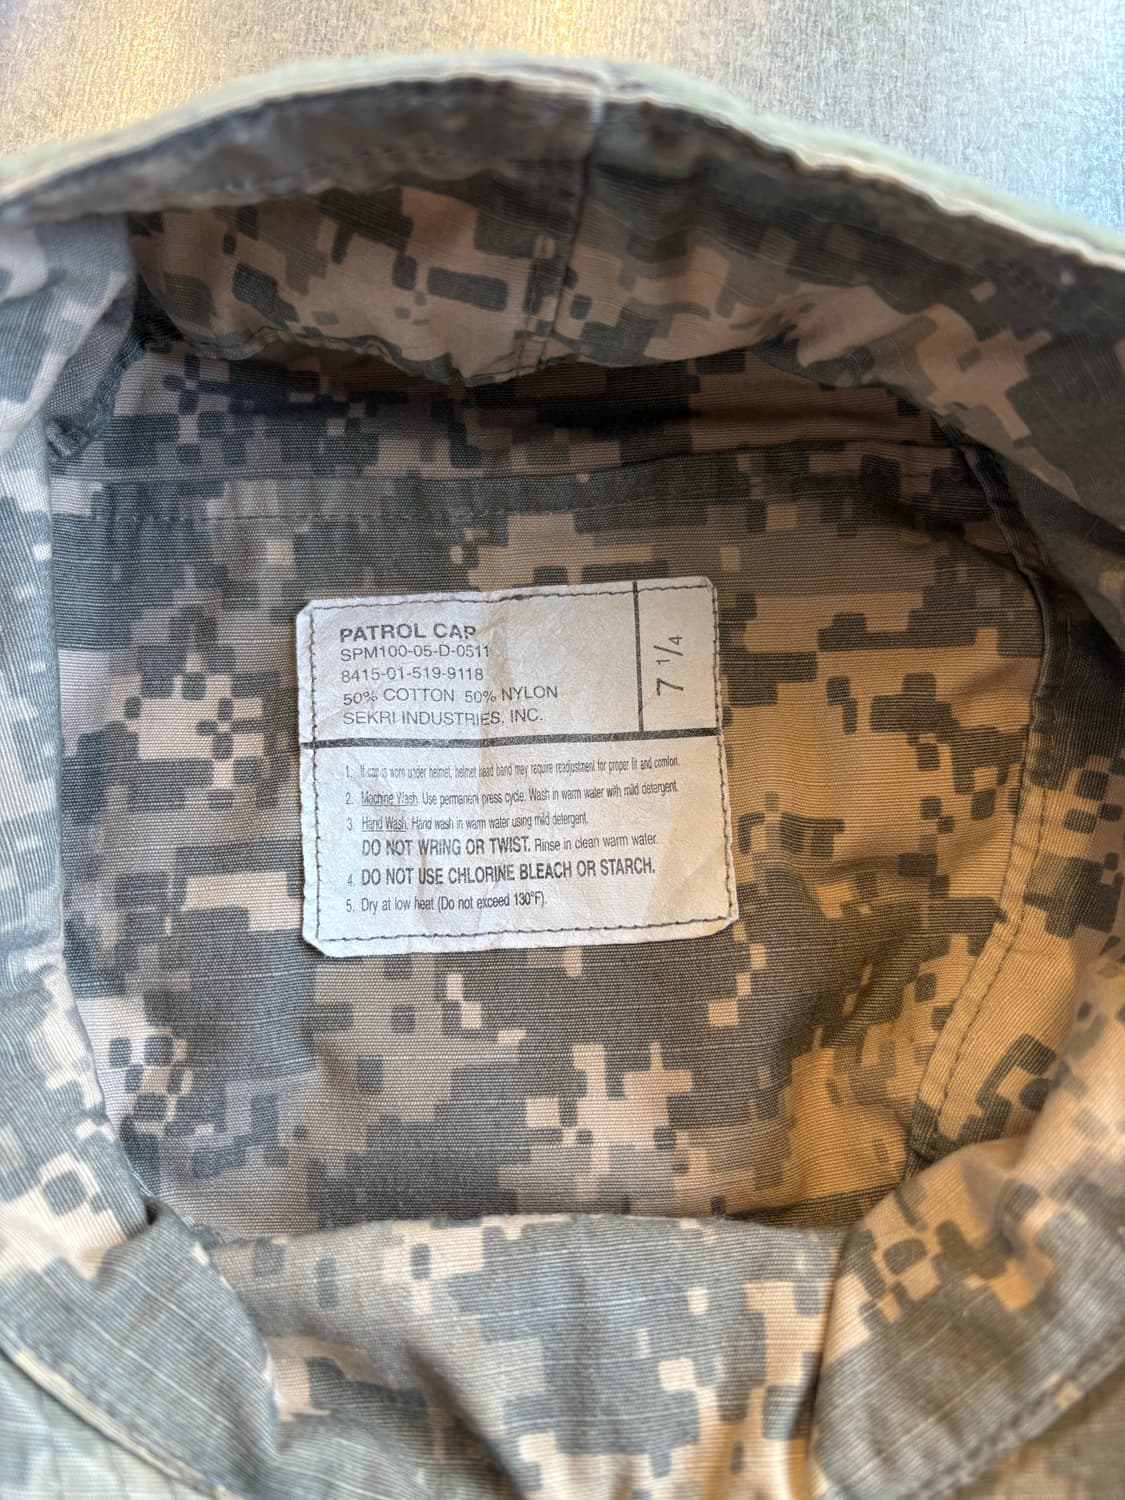 PATROL CAP
SPM100-05-D-0511
8415-01-519-9118
50% COTTON 50% NYLON
SEKRI INDUSTRIES, INC.
7 1/4
1. If cap is worn under helmet, helmet head band may require readjustment for proper fit and comfort.
2. Machine Wash. Use permanent press cycle. Wash in warm water with mild detergent.
3. Hand Wash. Hand wash in warm water using mild detergent.
DO NOT WRING OR TWIST. Rinse in clean warm water.
4. DO NOT USE CHLORINE BLEACH OR STARCH.
5. Dry at low heat (Do not exceed 130°F).